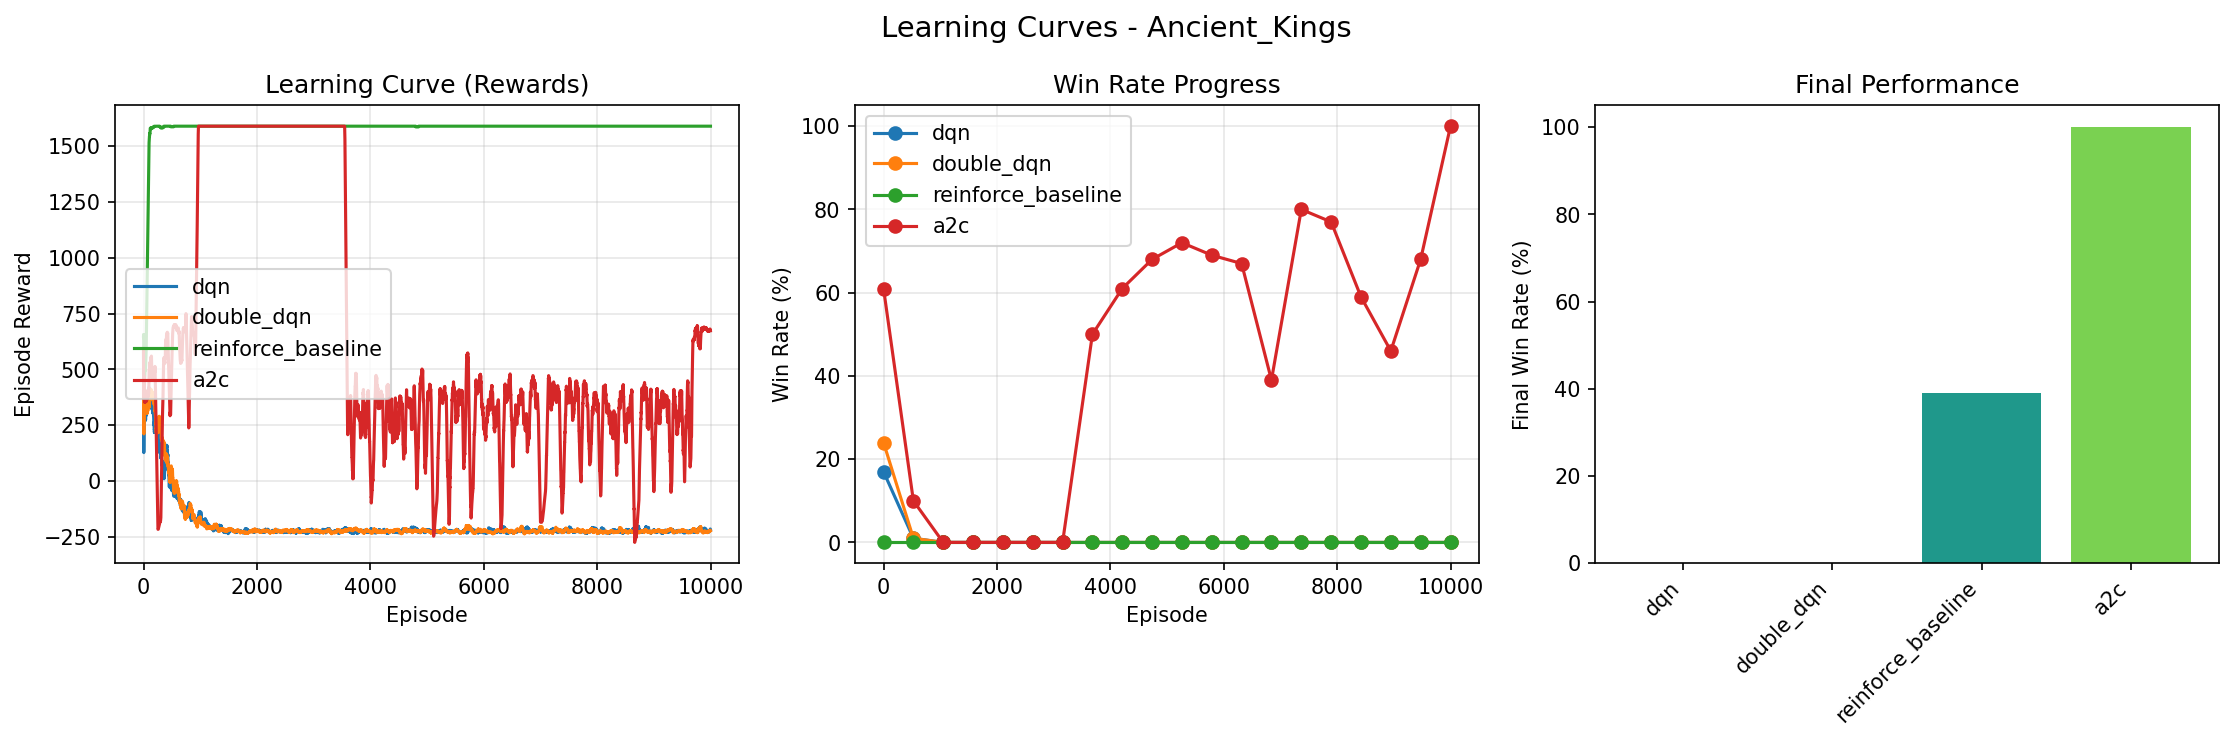 Learning Curves - Ancient_Kings
Learning Curve (Rewards)
Episode Reward
1500
1250
1000
750
500
250
0
−250
dqn
double_dqn
reinforce_baseline
a2c
0
2000
4000
6000
8000
10000
Episode
Win Rate Progress
Win Rate (%)
100
80
60
40
20
0
dqn
double_dqn
reinforce_baseline
a2c
0
2000
4000
6000
8000
10000
Episode
Final Performance
Final Win Rate (%)
100
80
60
40
20
0
dqn
double_dqn
reinforce_baseline
a2c